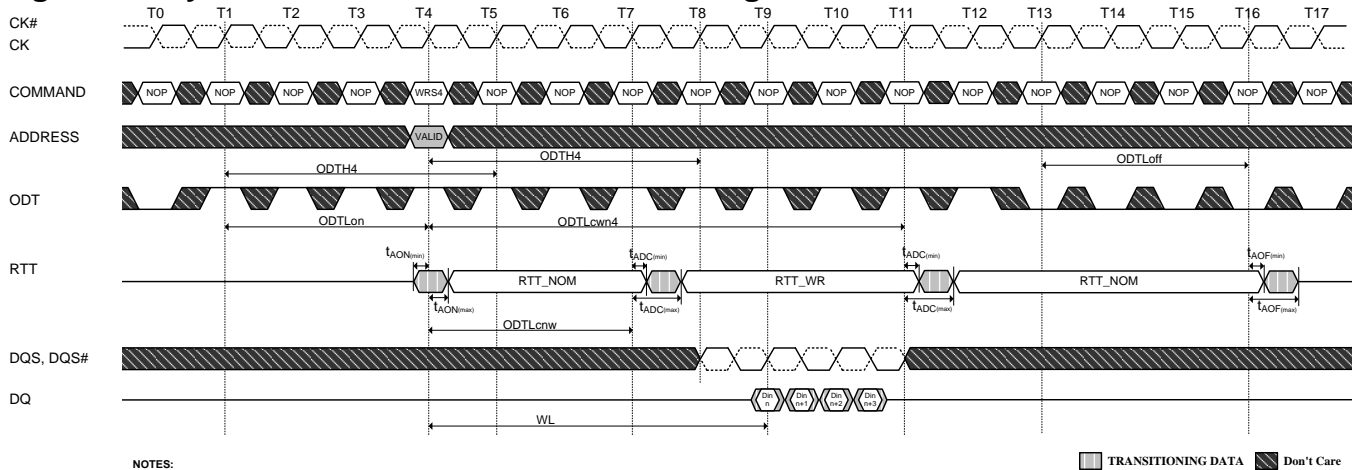 CK#
CK
T0 T1 T2 T3 T4 T5 T6 T7 T8 T9 T10 T11 T12 T13 T14 T15 T16 T17
COMMAND NOP NOP NOP NOP WRS4 NOP NOP NOP NOP NOP NOP NOP NOP NOP NOP NOP NOP NOP
ADDRESS VALID
ODTH4 ODTLoff
ODTH4
ODT
ODTLon ODTLcwn4
tAON(min) tADC(min) tADC(min) tAOF(min)
RTT RTT_NOM RTT_WR RTT_NOM
tAON(max) tADC(max) tADC(max) tAOF(max)
ODTLcnw
DQS, DQS#
DQ Din n Din n+1 Din n+2 Din n+3
WL
NOTES: TRANSITIONING DATA Don't Care